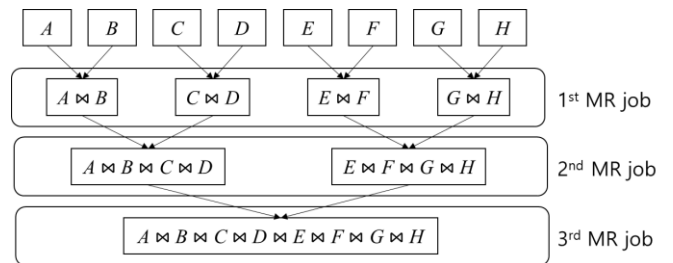 A B C D E F G H
A ⋈ B C ⋈ D E ⋈ F G ⋈ H 1st MR job
A ⋈ B ⋈ C ⋈ D E ⋈ F ⋈ G ⋈ H 2nd MR job
A ⋈ B ⋈ C ⋈ D ⋈ E ⋈ F ⋈ G ⋈ H 3rd MR job